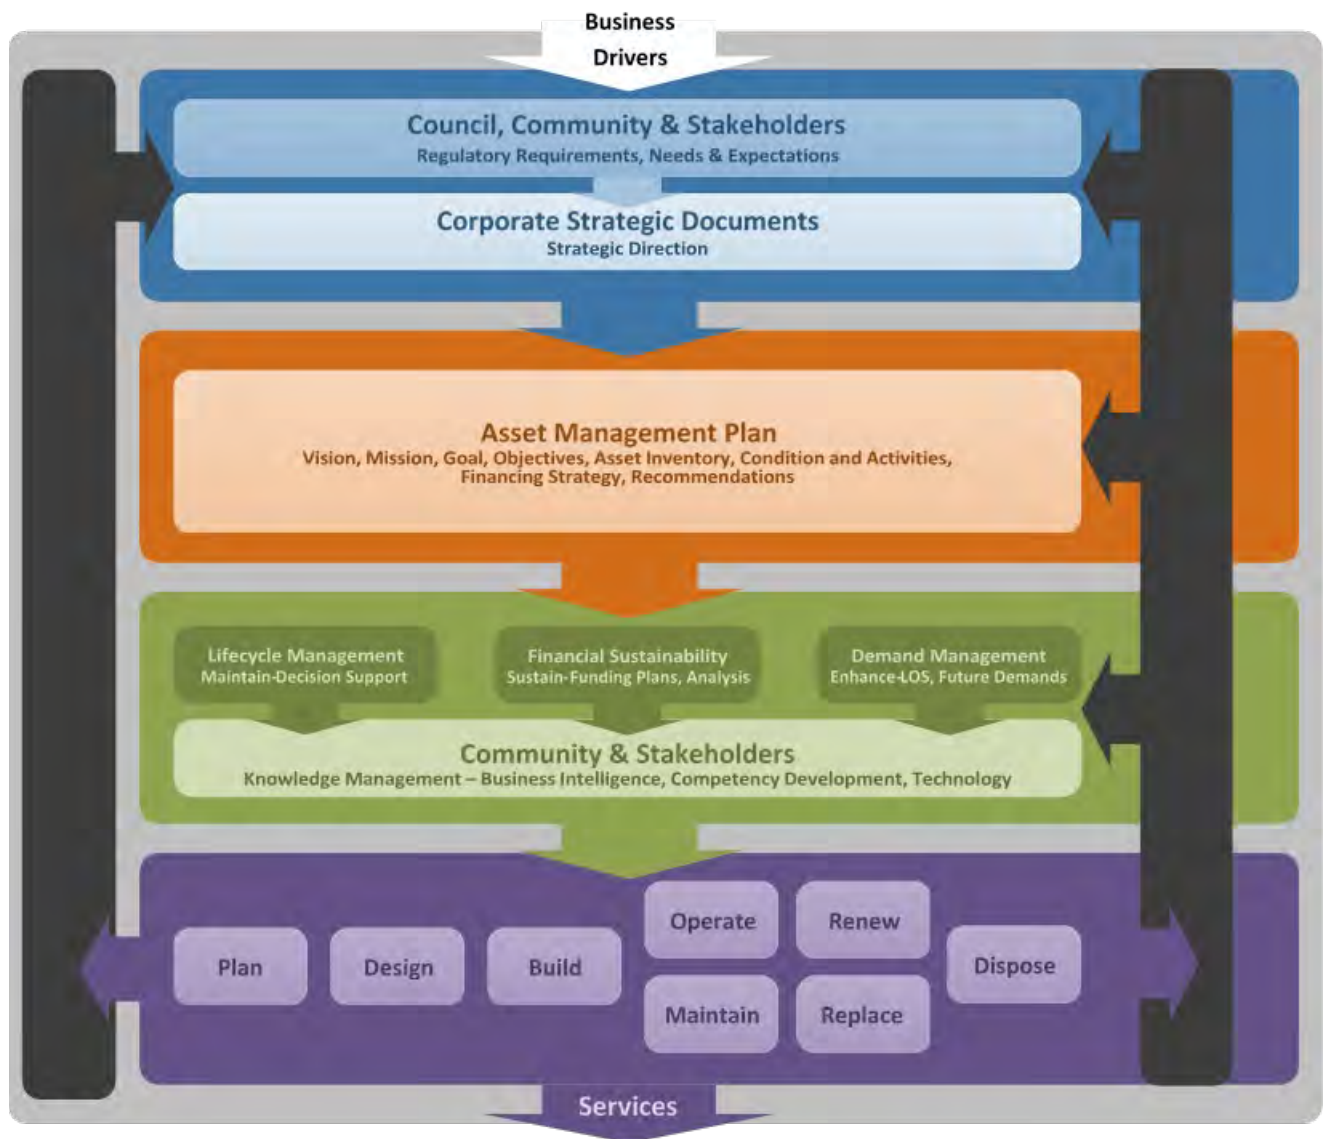 Business
Drivers
Council, Community & Stakeholders
Regulatory Requirements, Needs & Expectations
Corporate Strategic Documents
Strategic Direction
Asset Management Plan
Vision, Mission, Goal, Objectives, Asset Inventory, Condition and Activities,
Financing Strategy, Recommendations
Lifecycle Management
Maintain-Decision Support
Financial Sustainability
Sustain-Funding Plans, Analysis
Demand Management
Enhance-LOS, Future Demands
Community & Stakeholders
Knowledge Management – Business Intelligence, Competency Development, Technology
Plan
Design
Build
Operate
Maintain
Renew
Replace
Dispose
Services